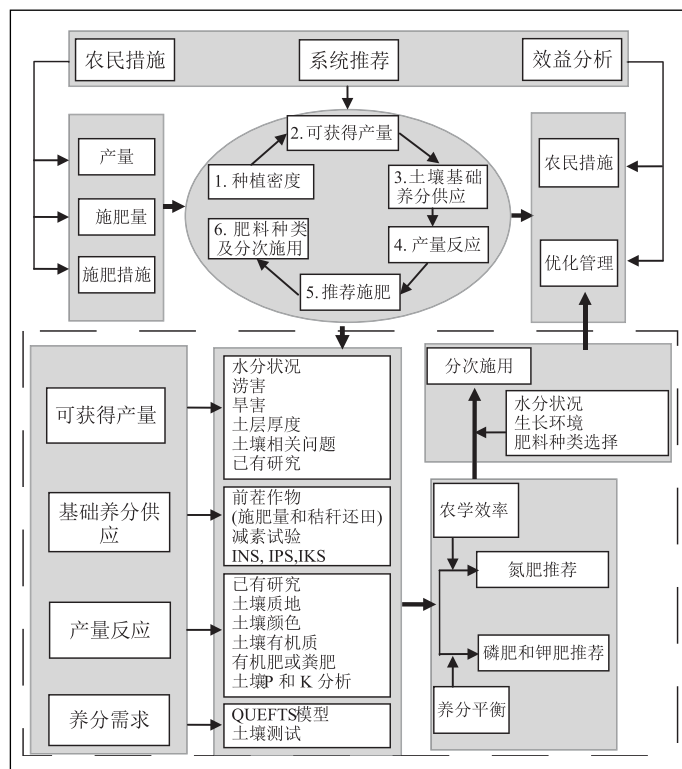 农民措施
系统推荐
效益分析
产量
施肥量
施肥措施
2.可获得产量
1. 种植密度
3.土壤基础
养分供应
6. 肥料种类
及分次施用
4. 产量反应
5. 推荐施肥
农民措施
优化管理
可获得产量
基础养分供
应
产量反应
养分需求
水分状况
涝害
旱害
土层厚度
土壤相关问题
已有研究
前茬作物
(施肥量和秸秆还田)
减素试验
INS, IPS,IKS
已有研究
土壤质地
土壤颜色
土壤有机质
有机肥或粪肥
土壤P 和 K 分析
QUEFTS模型
土壤测试
分次施用
水分状况
生长环境
肥料种类选择
农学效率
氮肥推荐
磷肥和钾肥推荐
养分平衡